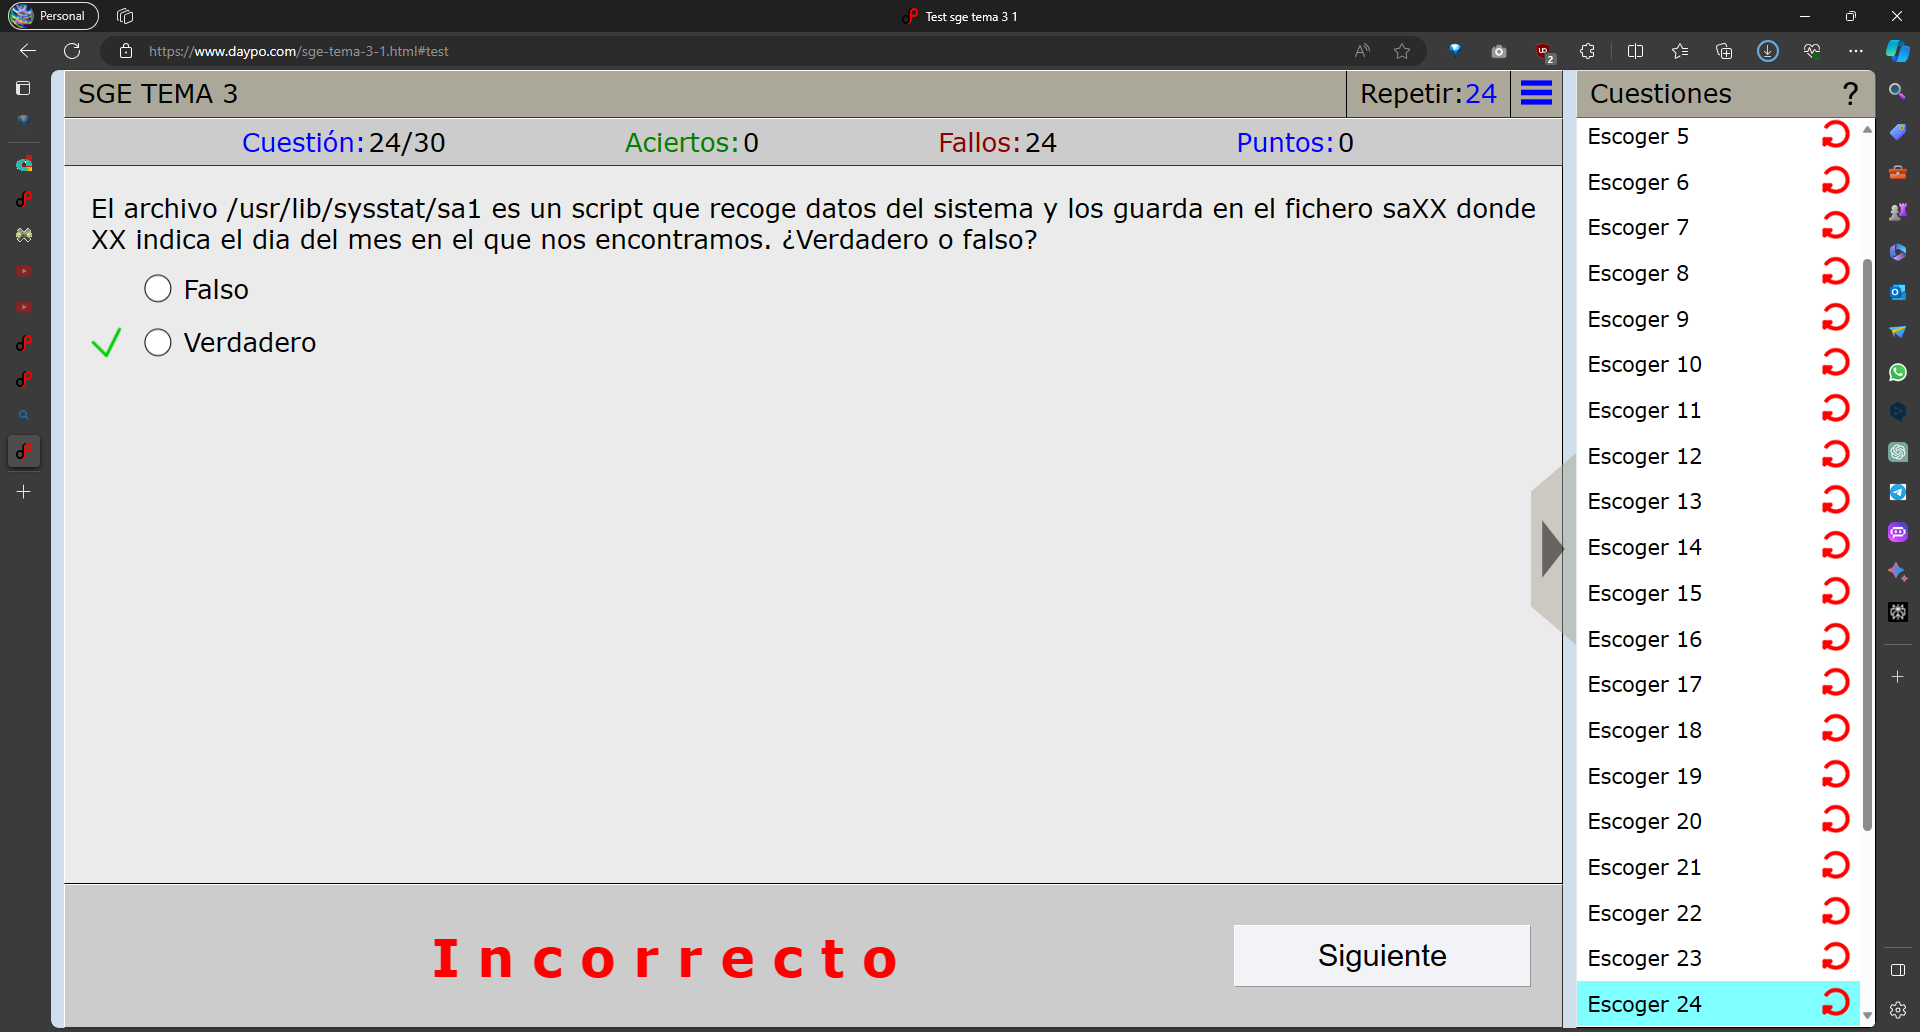 Personal
Test sge tema 3 1
https://www.daypo.com/sge-tema-3-1.html#test
2
SGE TEMA 3
Repetir:24
Cuestiones
?
Cuestión:24/30
Aciertos:0
Fallos:24
Puntos:0
El archivo /usr/lib/sysstat/sa1 es un script que recoge datos del sistema y los guarda en el fichero saXX donde
XX indica el dia del mes en el que nos encontramos. ¿Verdadero o falso?
Falso
Verdadero
Incorrecto
Siguiente
Escoger 5
Escoger 6
Escoger 7
Escoger 8
Escoger 9
Escoger 10
Escoger 11
Escoger 12
Escoger 13
Escoger 14
Escoger 15
Escoger 16
Escoger 17
Escoger 18
Escoger 19
Escoger 20
Escoger 21
Escoger 22
Escoger 23
Escoger 24